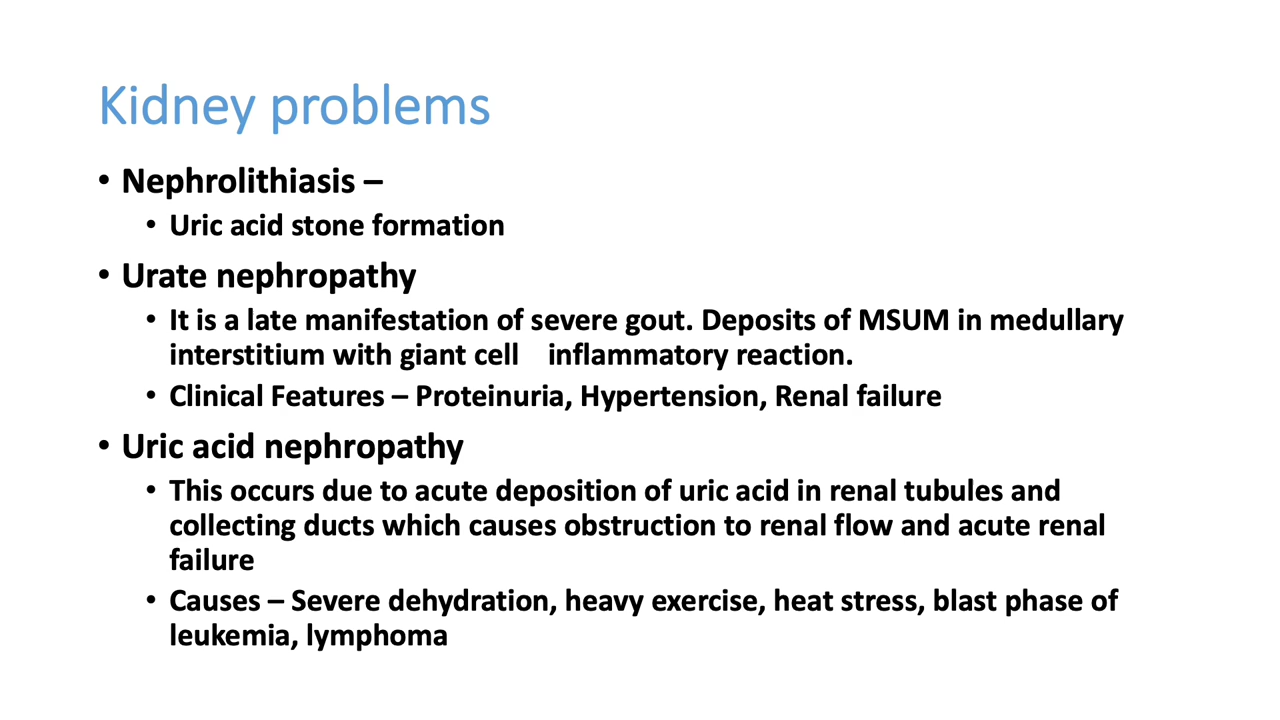 Kidney problems
• Nephrolithiasis –
• Uric acid stone formation
• Urate nephropathy
• It is a late manifestation of severe gout. Deposits of MSUM in medullary
interstitium with giant cell    inflammatory reaction.
• Clinical Features – Proteinuria, Hypertension, Renal failure
• Uric acid nephropathy
• This occurs due to acute deposition of uric acid in renal tubules and
collecting ducts which causes obstruction to renal flow and acute renal
failure
• Causes – Severe dehydration, heavy exercise, heat stress, blast phase of
leukemia, lymphoma